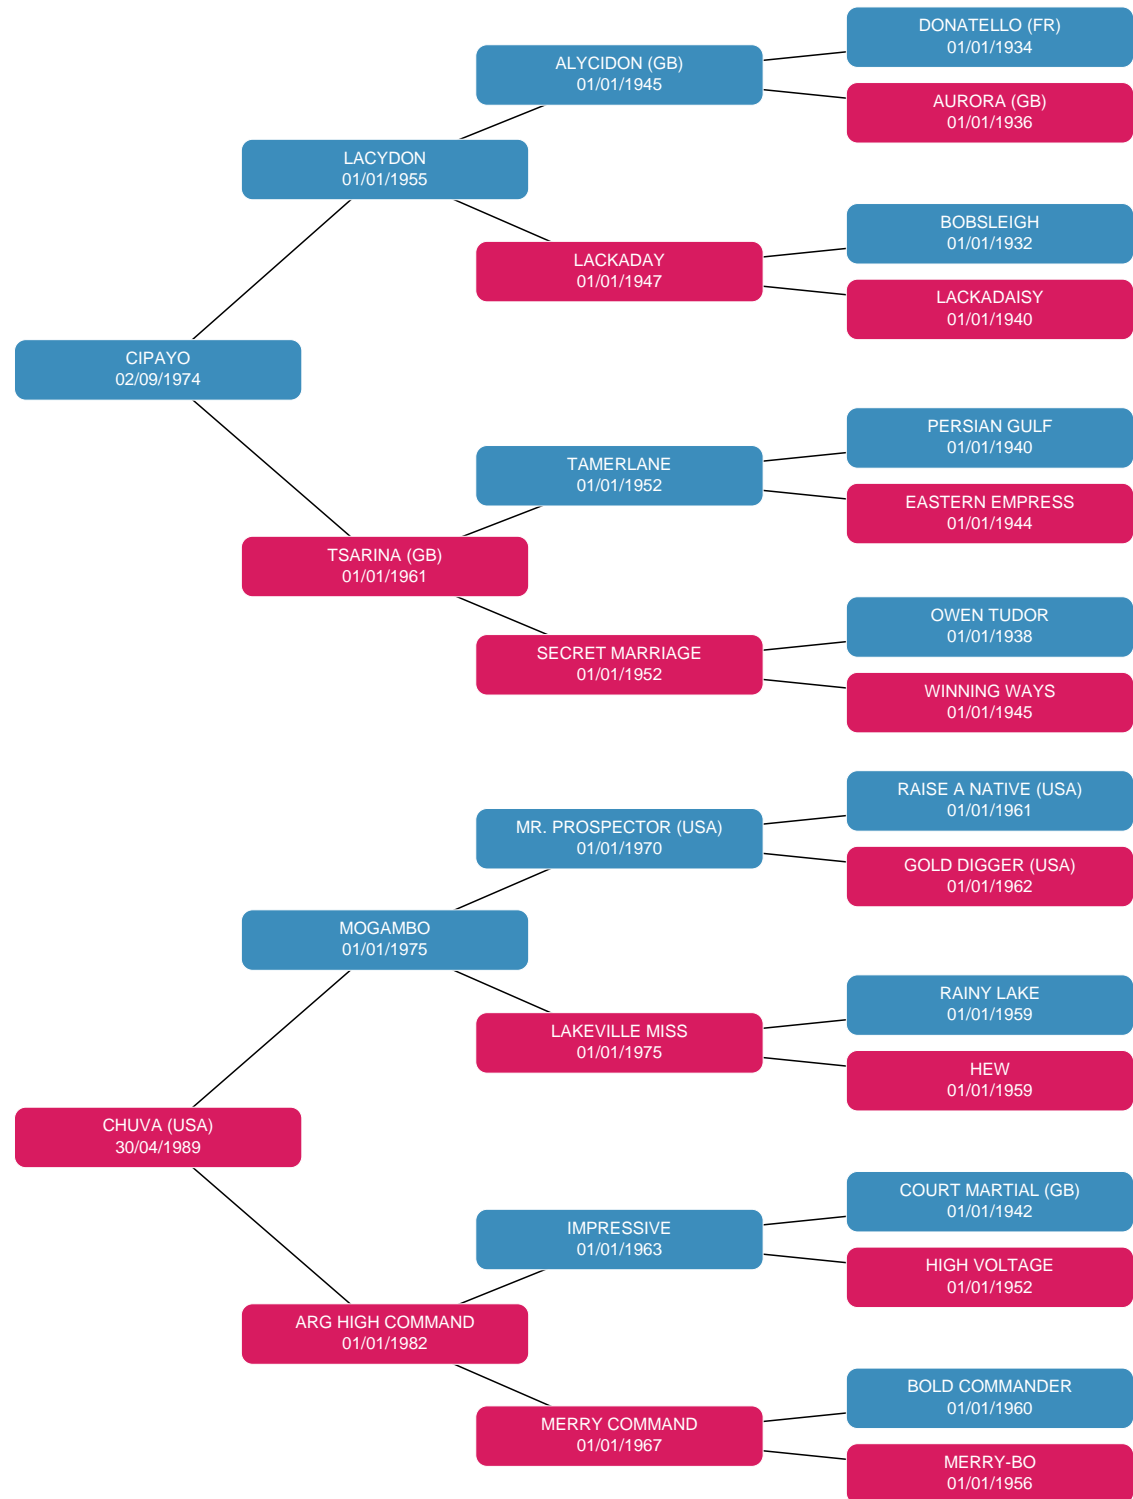 DONATELLO (FR)
01/01/1934
ALYCIDON (GB)
01/01/1945
AURORA (GB)
01/01/1936
LACYDON
01/01/1955
BOBSLEIGH
01/01/1932
LACKADAY
01/01/1947
LACKADAISY
01/01/1940
CIPAYO
02/09/1974
PERSIAN GULF
01/01/1940
TAMERLANE
01/01/1952
EASTERN EMPRESS
01/01/1944
TSARINA (GB)
01/01/1961
OWEN TUDOR
01/01/1938
SECRET MARRIAGE
01/01/1952
WINNING WAYS
01/01/1945
RAISE A NATIVE (USA)
01/01/1961
MR. PROSPECTOR (USA)
01/01/1970
GOLD DIGGER (USA)
01/01/1962
MOGAMBO
01/01/1975
RAINY LAKE
01/01/1959
LAKEVILLE MISS
01/01/1975
HEW
01/01/1959
CHUVA (USA)
30/04/1989
COURT MARTIAL (GB)
01/01/1942
IMPRESSIVE
01/01/1963
HIGH VOLTAGE
01/01/1952
ARG HIGH COMMAND
01/01/1982
BOLD COMMANDER
01/01/1960
MERRY COMMAND
01/01/1967
MERRY-BO
01/01/1956